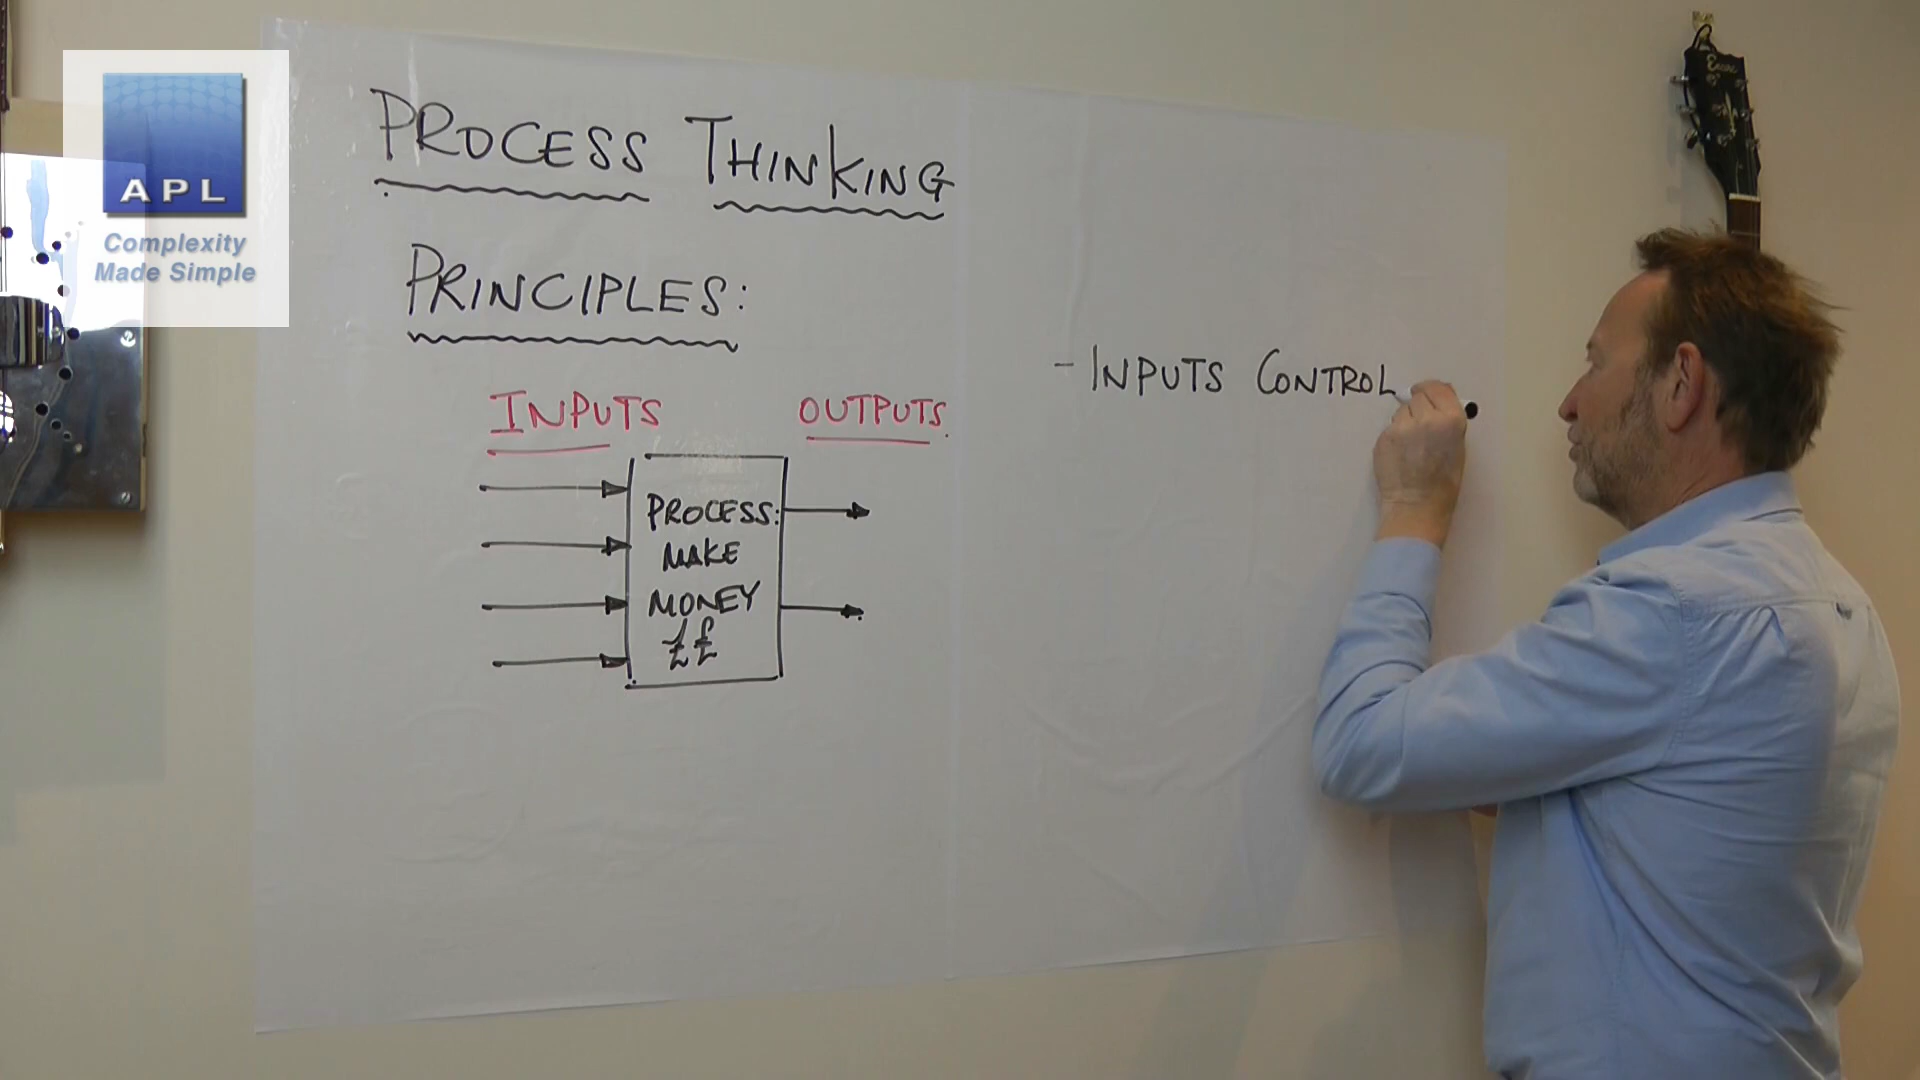 APL
Complexity
Made Simple
PROCESS THINKING
PRINCIPLES:
INPUTS
OUTPUTS
PROCESS:
MAKE
MONEY
££
- INPUTS CONTROL